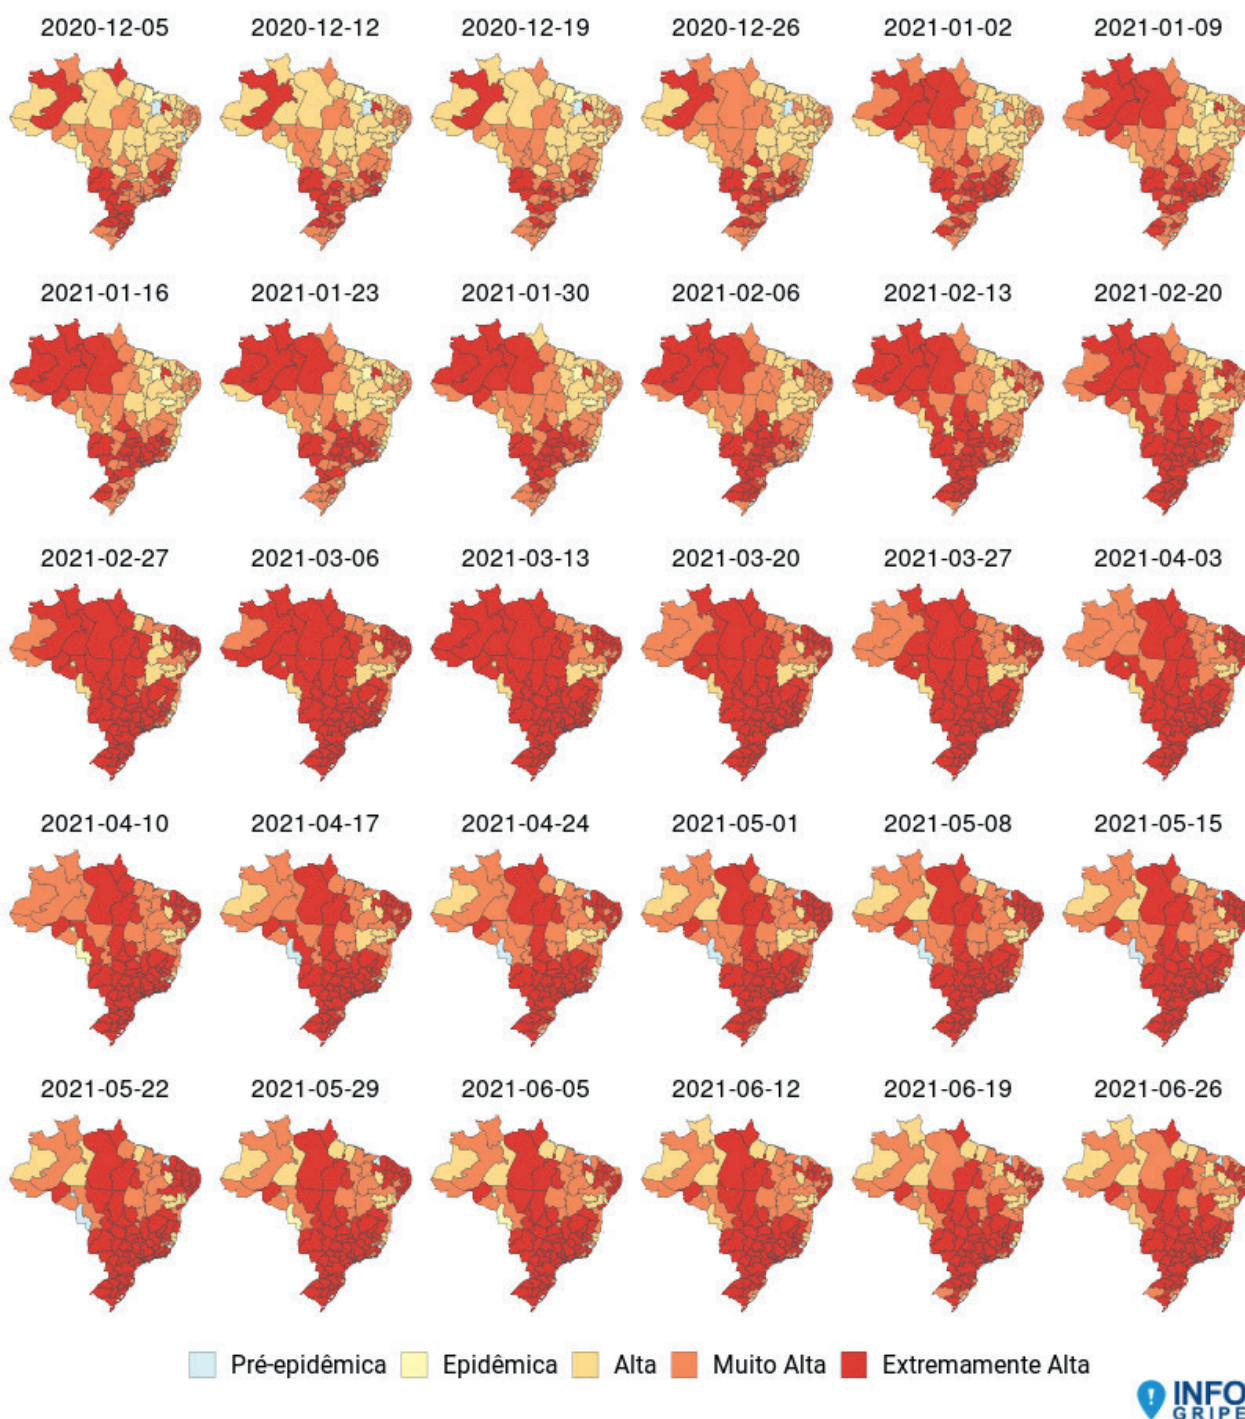 2020-12-05 2020-12-12 2020-12-19 2020-12-26 2021-01-02 2021-01-09
2021-01-16 2021-01-23 2021-01-30 2021-02-06 2021-02-13 2021-02-20
2021-02-27 2021-03-06 2021-03-13 2021-03-20 2021-03-27 2021-04-03
2021-04-10 2021-04-17 2021-04-24 2021-05-01 2021-05-08 2021-05-15
2021-05-22 2021-05-29 2021-06-05 2021-06-12 2021-06-19 2021-06-26
Pré-epidêmica Epidêmica Alta Muito Alta Extremamente Alta
INFO
GRIPE